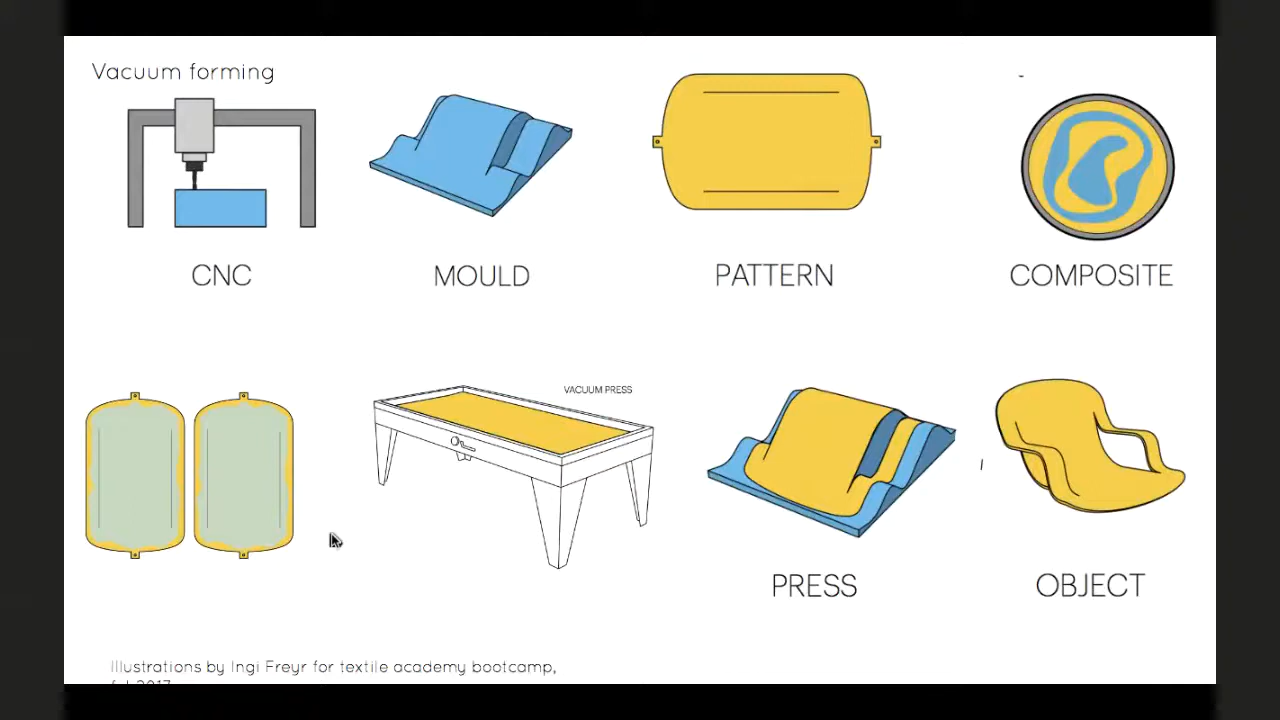 Vacuum forming
CNC
MOULD
PATTERN
COMPOSITE
VACUUM PRESS
PRESS
OBJECT
Illustrations by Ingi Freyr for textile academy bootcamp,